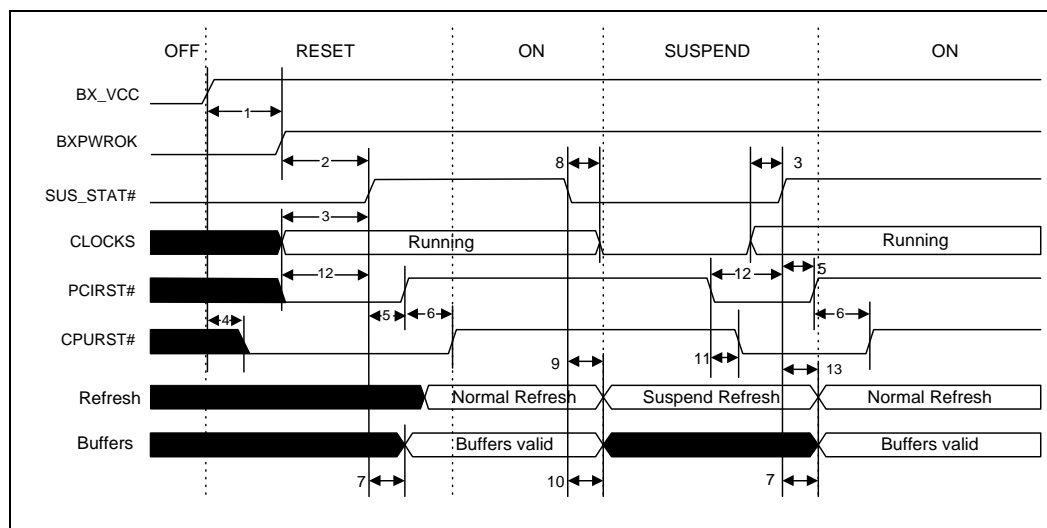 OFF RESET ON SUSPEND ON
BX_VCC
1
BXPWROK
2 8 3
SUS_STAT#
3
CLOCKS Running Running
12 12 5
PCIRST#
4 5 6 6
CPURST#
9 11 13
Refresh Normal Refresh Suspend Refresh Normal Refresh
Buffers Buffers valid Buffers valid
7 10 7